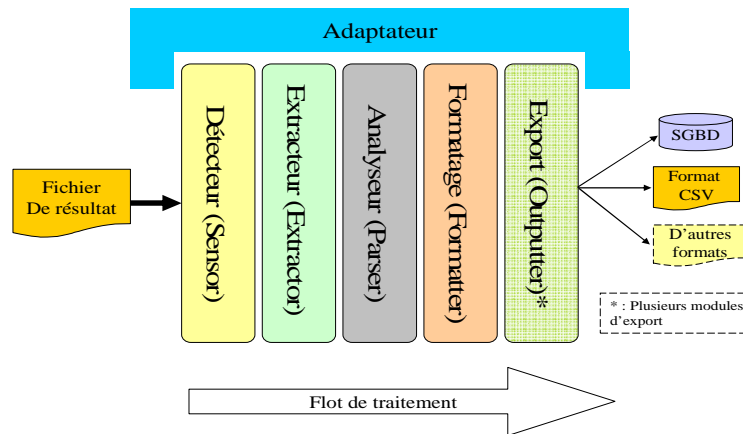 Adaptateur
Fichier
De résultat
Détecteur (Sensor)
Extracteur (Extractor)
Analyseur (Parser)
Formatage (Formatter)
Export (Outputter)*
SGBD
Format
CSV
D'autres
formats
* : Plusieurs modules
d'export
Flot de traitement